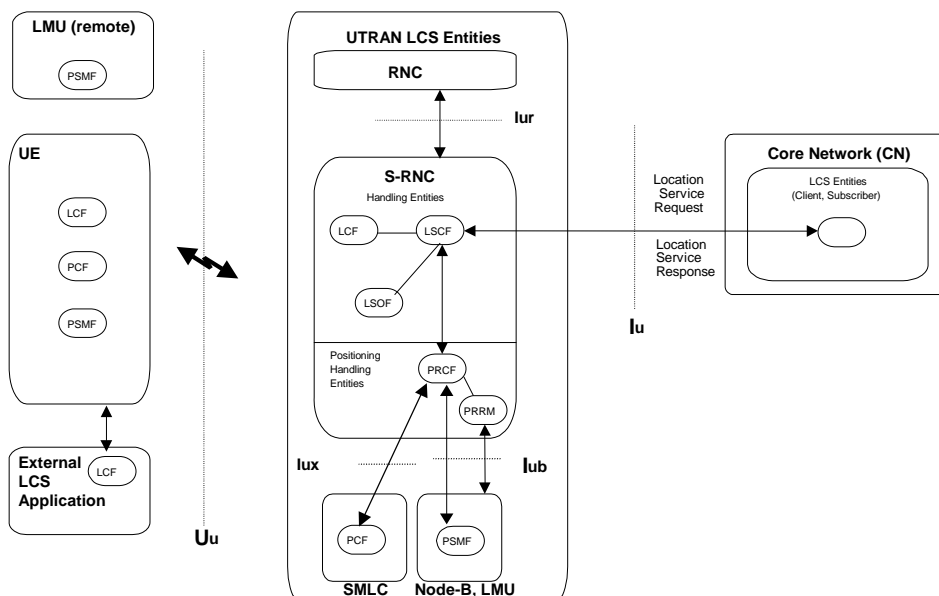 LMU (remote)
PSMF
UE
LCF
PCF
PSMF
External
LCS
Application
LCF
Uu
UTRAN LCS Entities
RNC
Iur
S-RNC
Handling Entities
LCF
LSCF
LSOF
Positioning
Handling
Entities
PRCF
PRRM
Iux
Iub
PCF
PSMF
SMLC
Node-B, LMU
Location
Service
Request
Location
Service
Response
Iu
Core Network (CN)
LCS Entities
(Client, Subscriber)